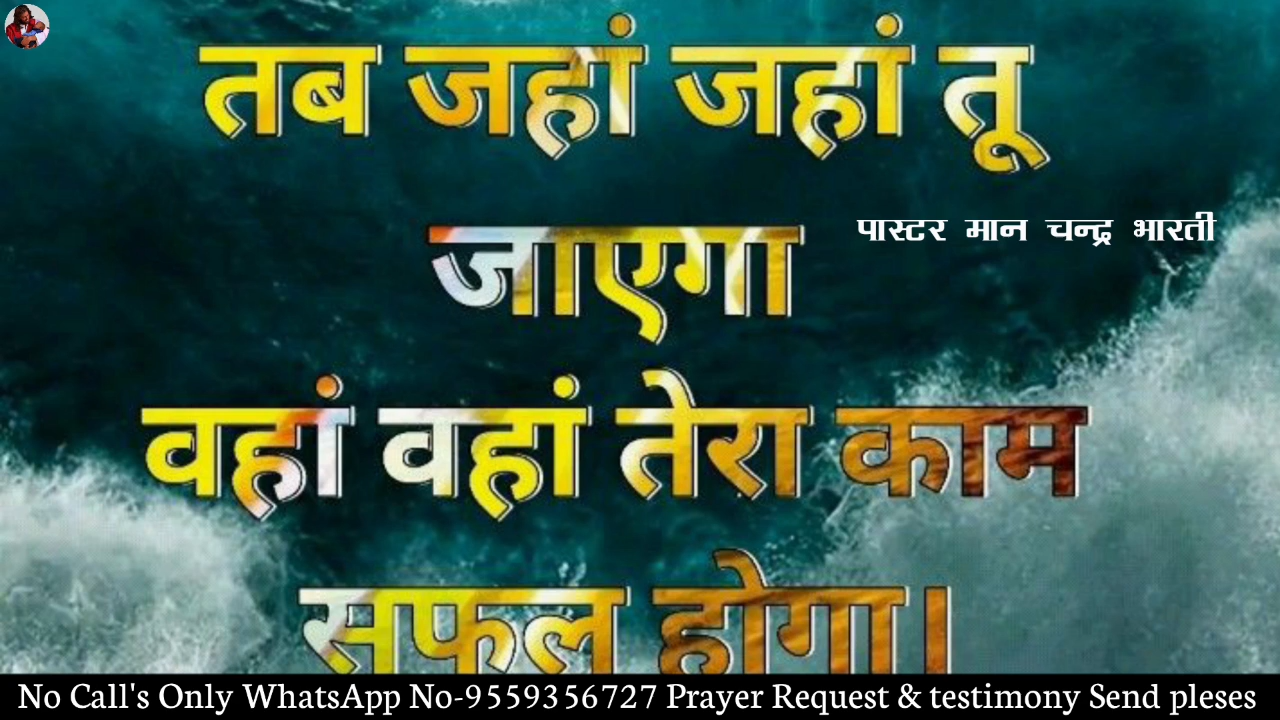 तब जहां जहां तू
जाएगा
पास्टर मान चन्द्र भारती
वहां वहां तेरा काम
सफल होगा।
No Call's Only WhatsApp No-9559356727 Prayer Request & testimony Send pleses